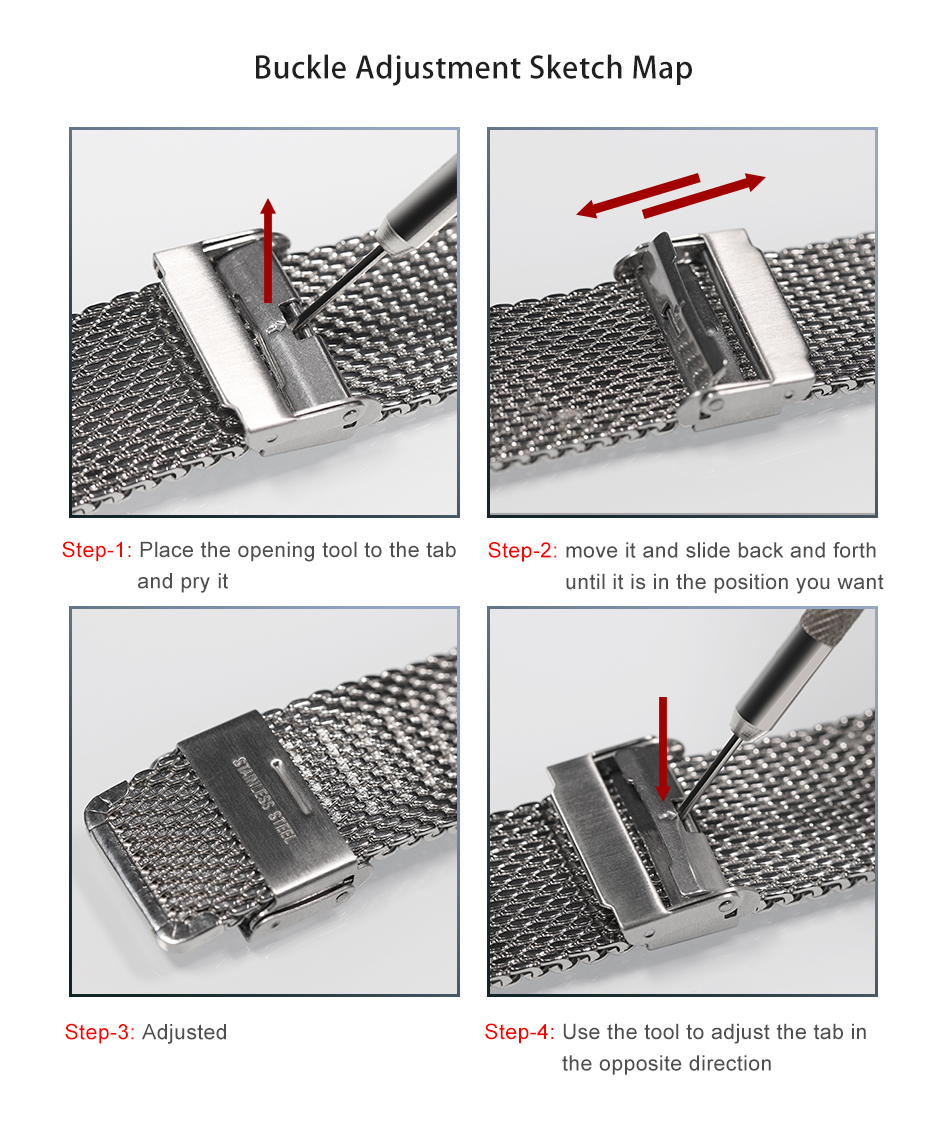 Buckle Adjustment Sketch Map
Step-1: Place the opening tool to the tab
and pry it
Step-2: move it and slide back and forth
until it is in the position you want
STAINLESS STEEL
Step-3: Adjusted
Step-4: Use the tool to adjust the tab in
the opposite direction